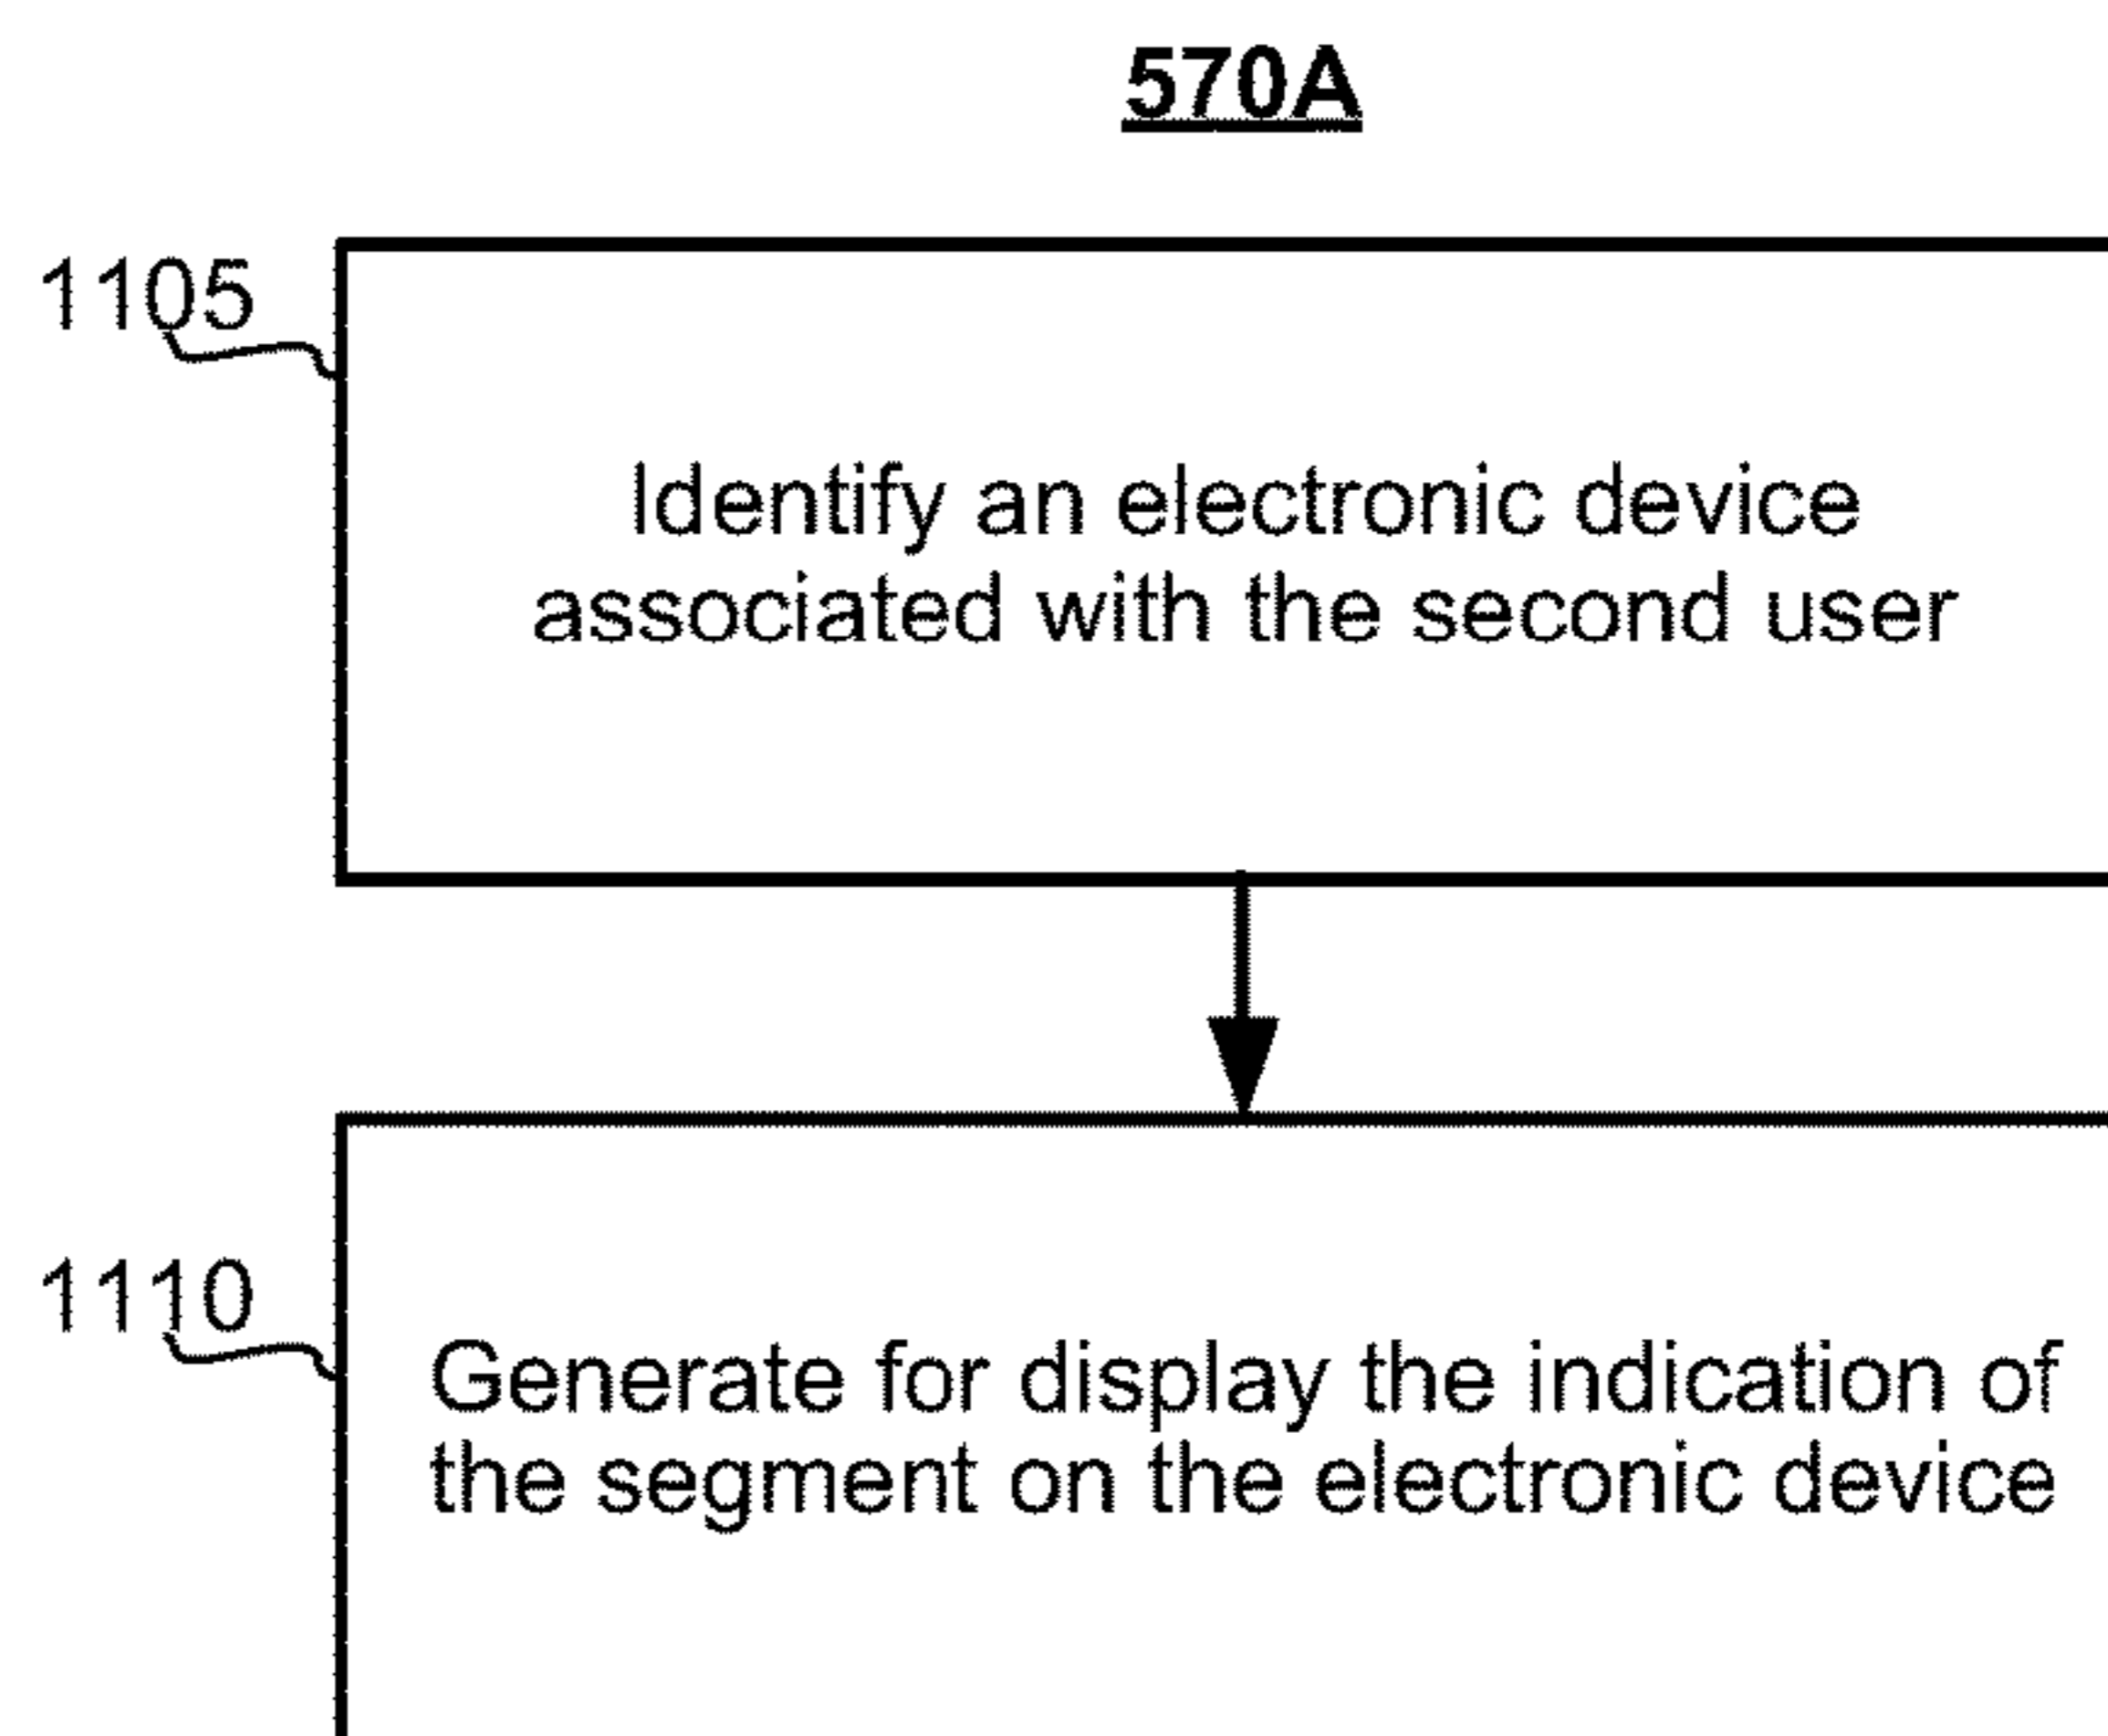 570A
1105
Identify an electronic device
associated with the second user
1110
Generate for display the indication of
the segment on the electronic device